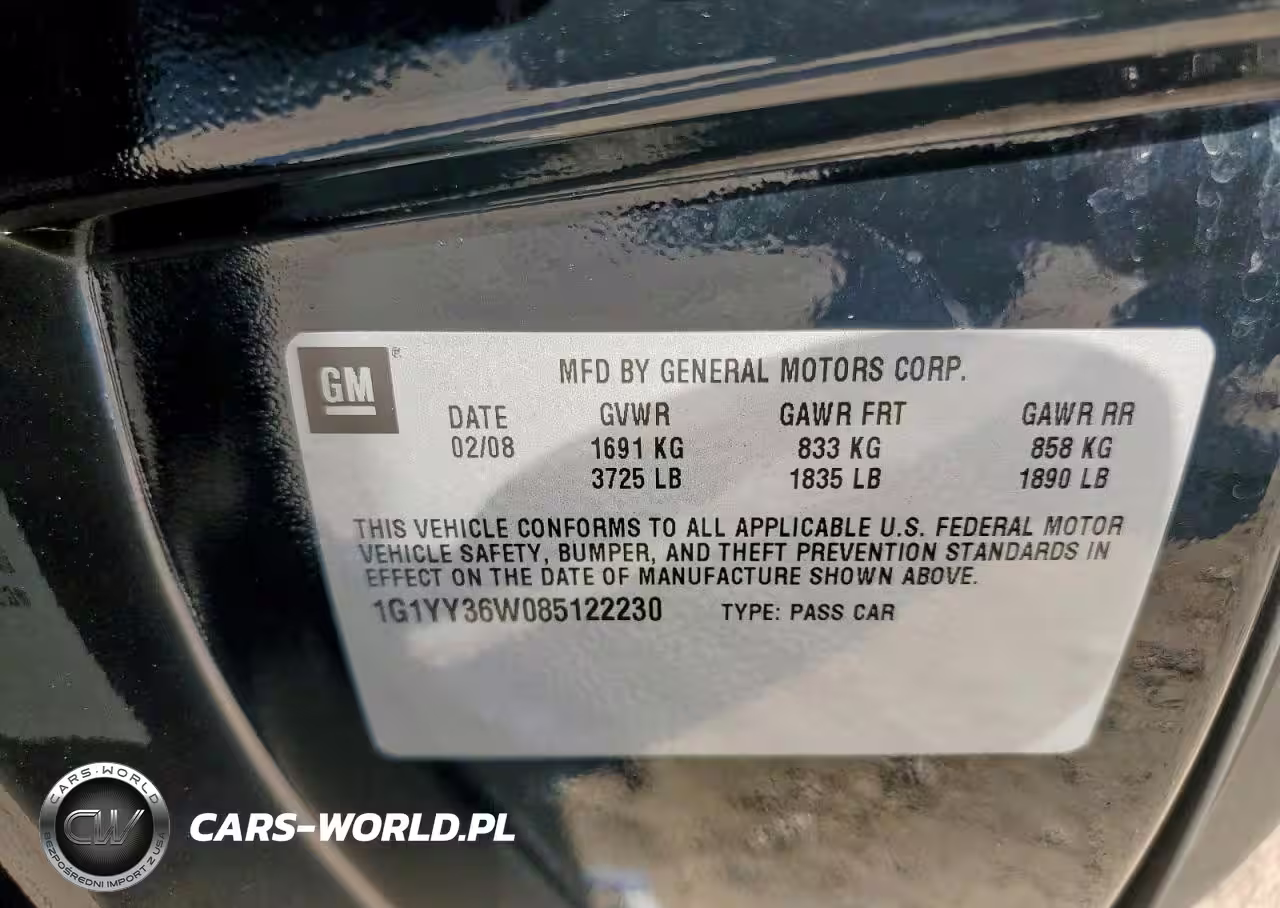 GM ®
MFD BY GENERAL MOTORS CORP.
DATE GVWR GAWR FRT GAWR RR
02/08 1691 KG 833 KG 858 KG
3725 LB 1835 LB 1890 LB
THIS VEHICLE CONFORMS TO ALL APPLICABLE U.S. FEDERAL MOTOR
VEHICLE SAFETY, BUMPER, AND THEFT PREVENTION STANDARDS IN
EFFECT ON THE DATE OF MANUFACTURE SHOWN ABOVE.
1G1YY36W085122230 TYPE: PASS CAR
CARS-WORLD
CW
BEZPOŚREDNI IMPORT Z USA
CARS-WORLD.PL